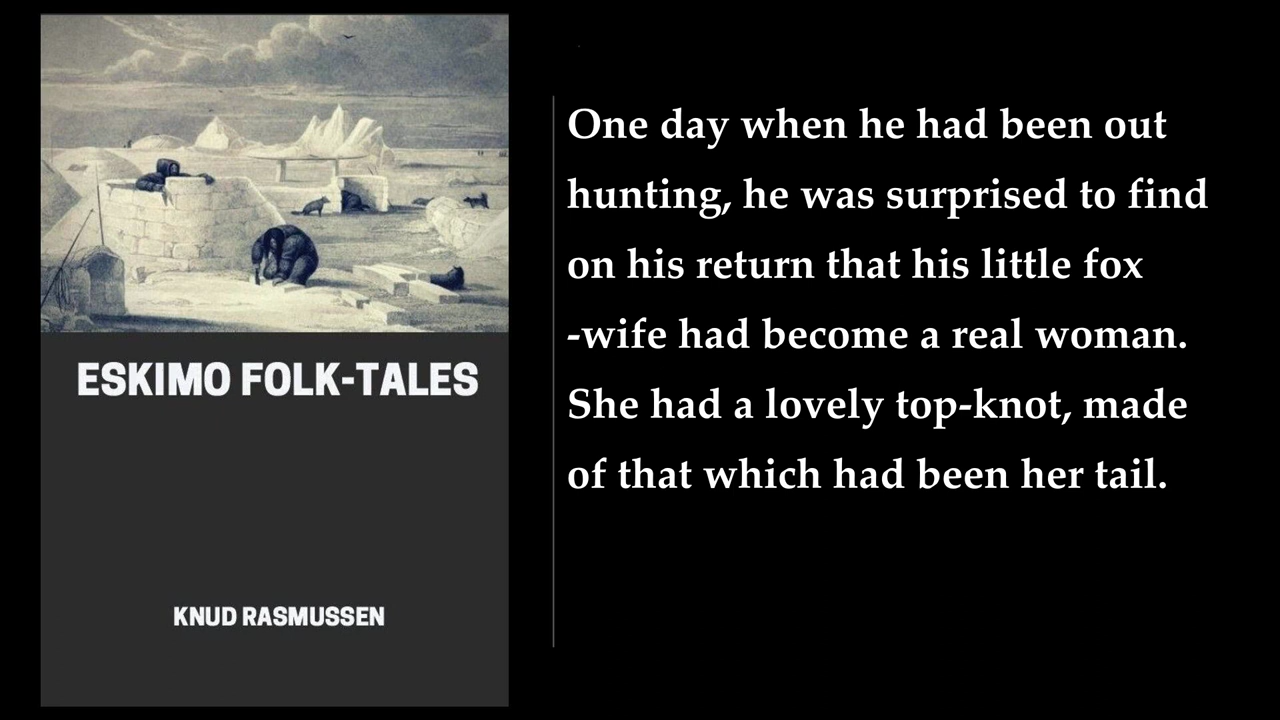 ESKIMO FOLK-TALES
KNUD RASMUSSEN
One day when he had been out
hunting, he was surprised to find
on his return that his little fox
-wife had become a real woman.
She had a lovely top-knot, made
of that which had been her tail.